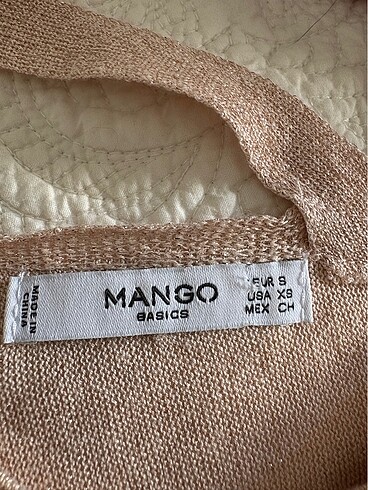 MADE IN
CHINA
MANGO
BASICS
EUR S
USA XS
MEX CH